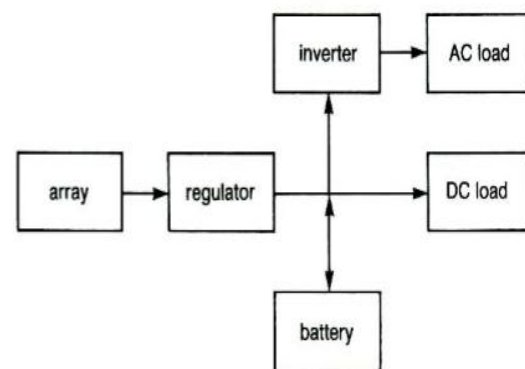 inverter
AC load
array
regulator
DC load
battery